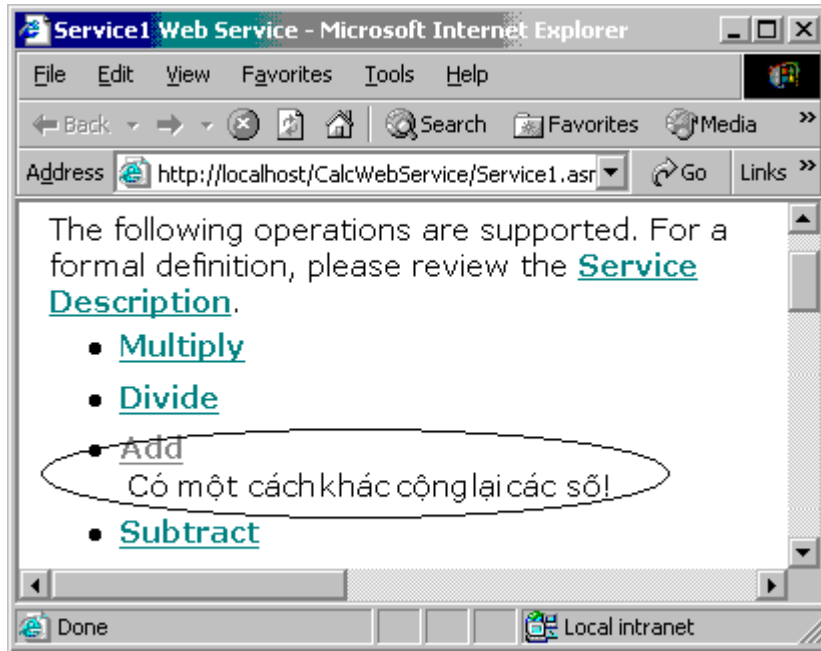 Service1 Web Service - Microsoft Internet Explorer
File Edit View Favorites Tools Help
Back Search Favorites Media »
Address http://localhost/CalcWebService/Service1.asm Go Links »
The following operations are supported. For a
formal definition, please review the Service
Description.
• Multiply
• Divide
• Add
Có một cách khác cộng lại các số!
• Subtract
Done Local intranet